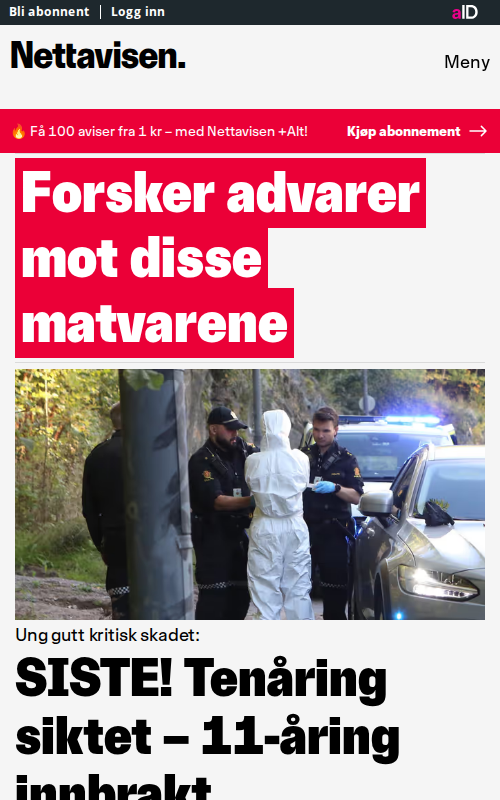 Bli abonnent | Logg inn
aID
Nettavisen.
Meny
🔥 Få 100 aviser fra 1 kr – med Nettavisen +Alt!
Kjøp abonnement →
Forsker advarer
mot disse
matvarene
Ung gutt kritisk skadet:
SISTE! Tenåring
siktet – 11-åring
innbrakt